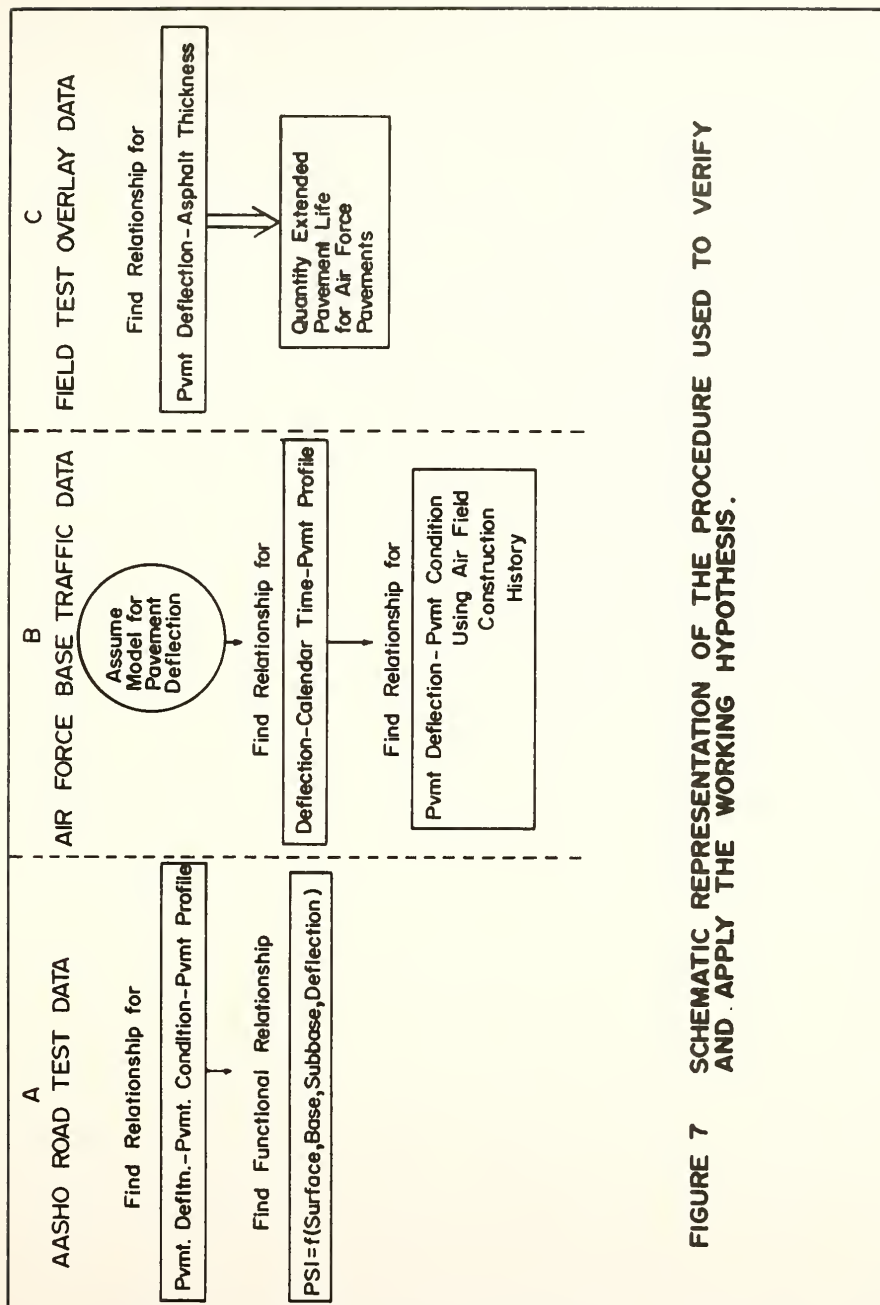 A
AASHO ROAD TEST DATA
Find Relationship for
Pvmt. Defltn.-Pvmt. Condition-Pvmt Profile
Find Functional Relationship
PSI=f(Surface,Base,Subbase,Deflection)
B
AIR FORCE BASE TRAFFIC DATA
Assume
Model for
Pavement
Deflection
Find Relationship for
Deflection-Calendar Time-Pvmt Profile
Find Relationship for
Pvmt Deflection-Pvmt Condition
Using Air Field
Construction
History
C
FIELD TEST OVERLAY DATA
Find Relationship for
Pvmt Deflection-Asphalt Thickness
Quantity Extended
Pavement Life
for Air Force
Pavements
FIGURE 7 SCHEMATIC REPRESENTATION OF THE PROCEDURE USED TO VERIFY
AND APPLY THE WORKING HYPOTHESIS.